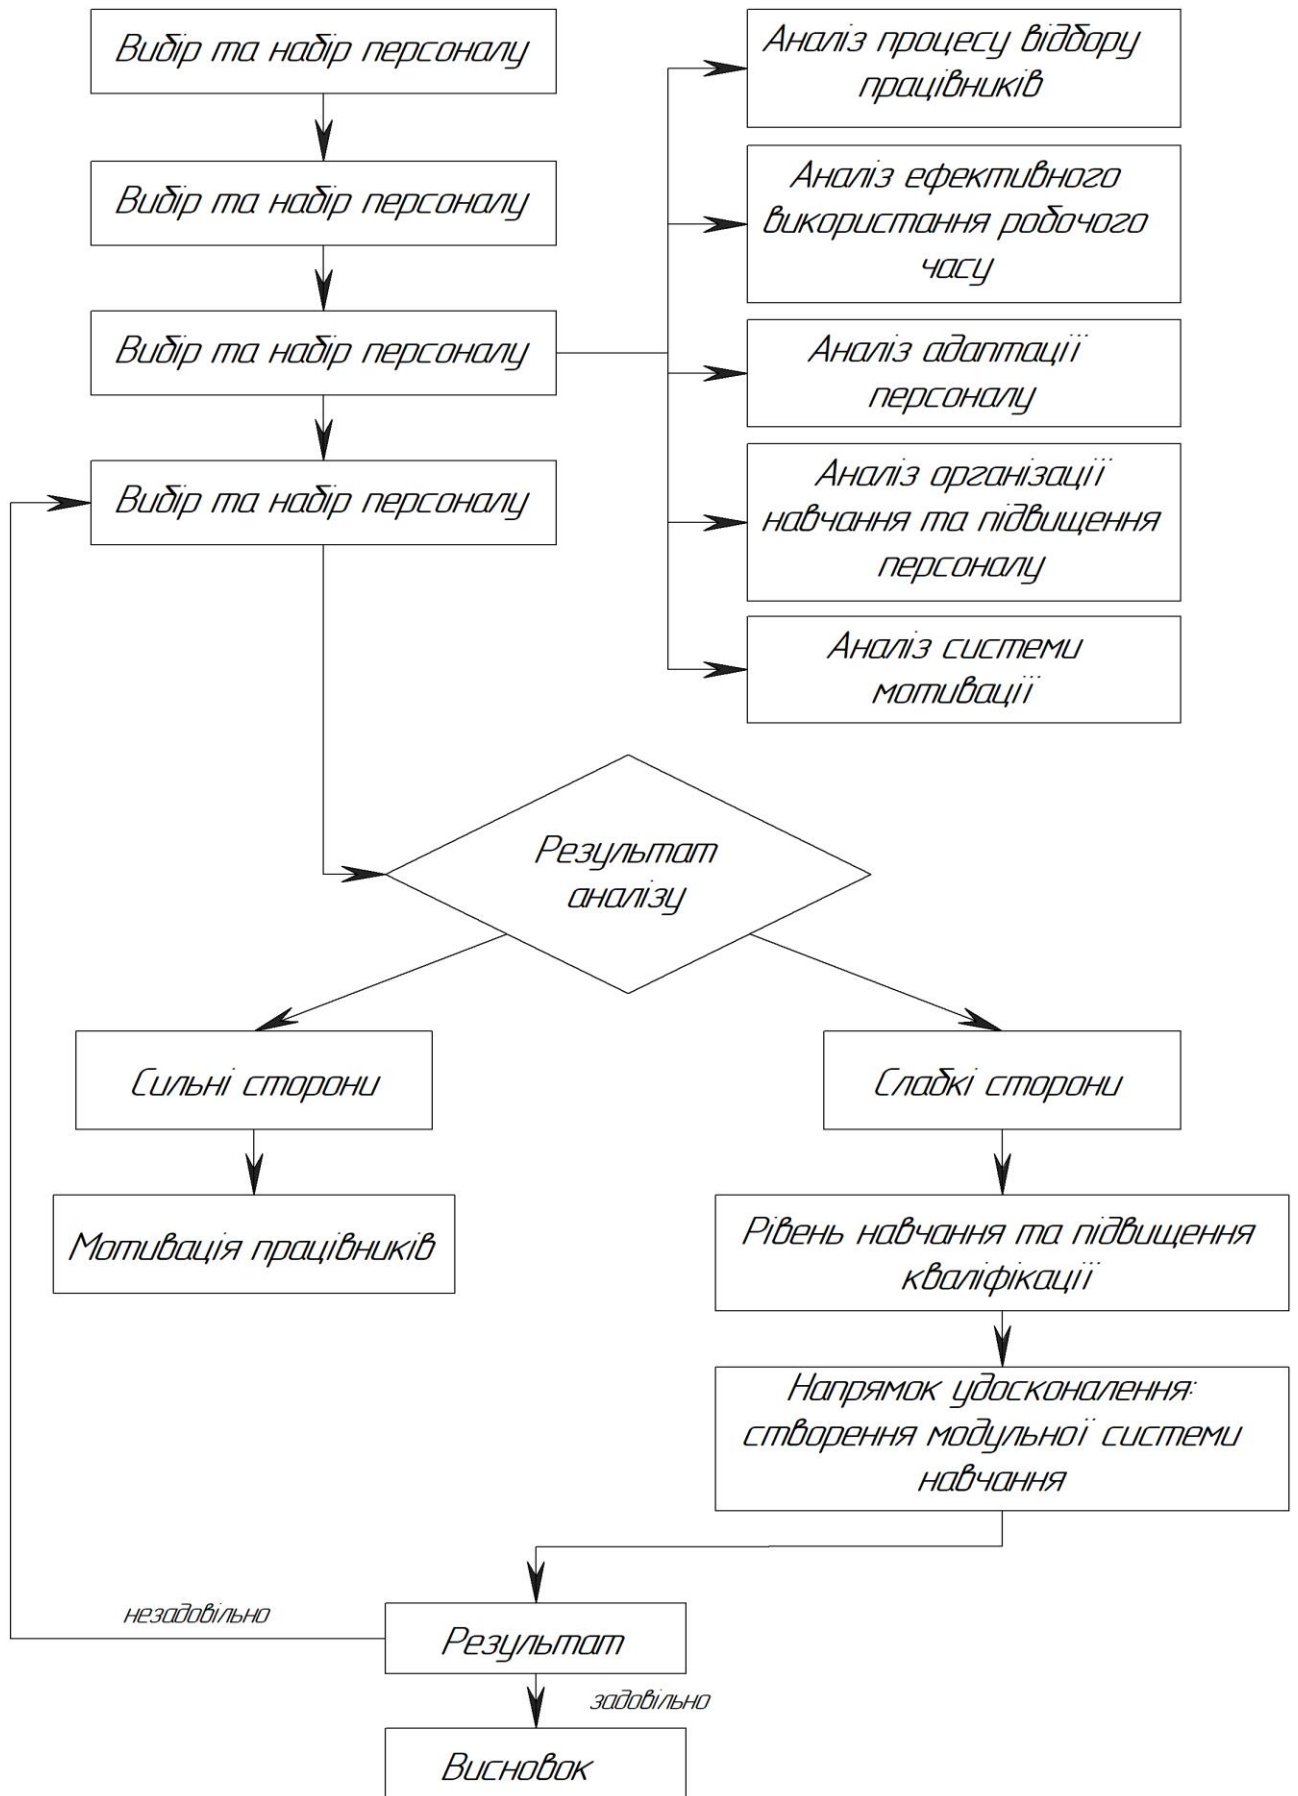 Вибір та набір персоналу
Вибір та набір персоналу
Вибір та набір персоналу
Вибір та набір персоналу
Аналіз процесу відбору
працівників
Аналіз ефективного
використання робочого
часу
Аналіз адаптації
персоналу
Аналіз організації
навчання та підвищення
персоналу
Аналіз системи
мотивації
Результат
аналізу
Сильні сторони
Мотивація працівників
Слабкі сторони
Рівень навчання та підвищення
кваліфікації
Напрямок удосконалення:
створення модульної системи
навчання
незадовільно
Результат
задовільно
Висновок